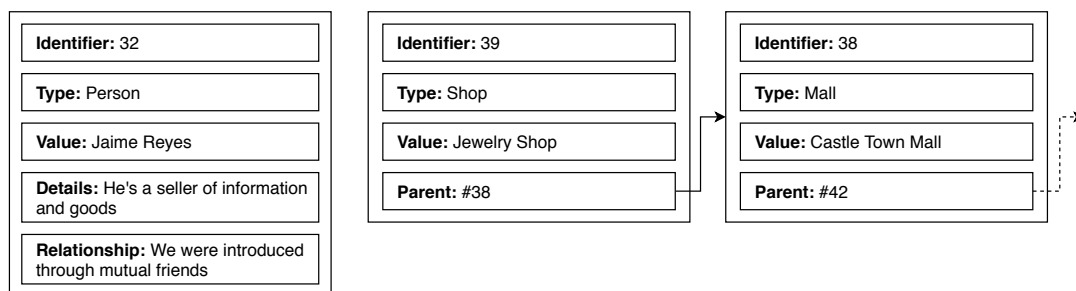 Identifier: 32
Type: Person
Value: Jaime Reyes
Details: He's a seller of information
and goods
Relationship: We were introduced
through mutual friends
Identifier: 39
Type: Shop
Value: Jewelry Shop
Parent: #38
Identifier: 38
Type: Mall
Value: Castle Town Mall
Parent: #42